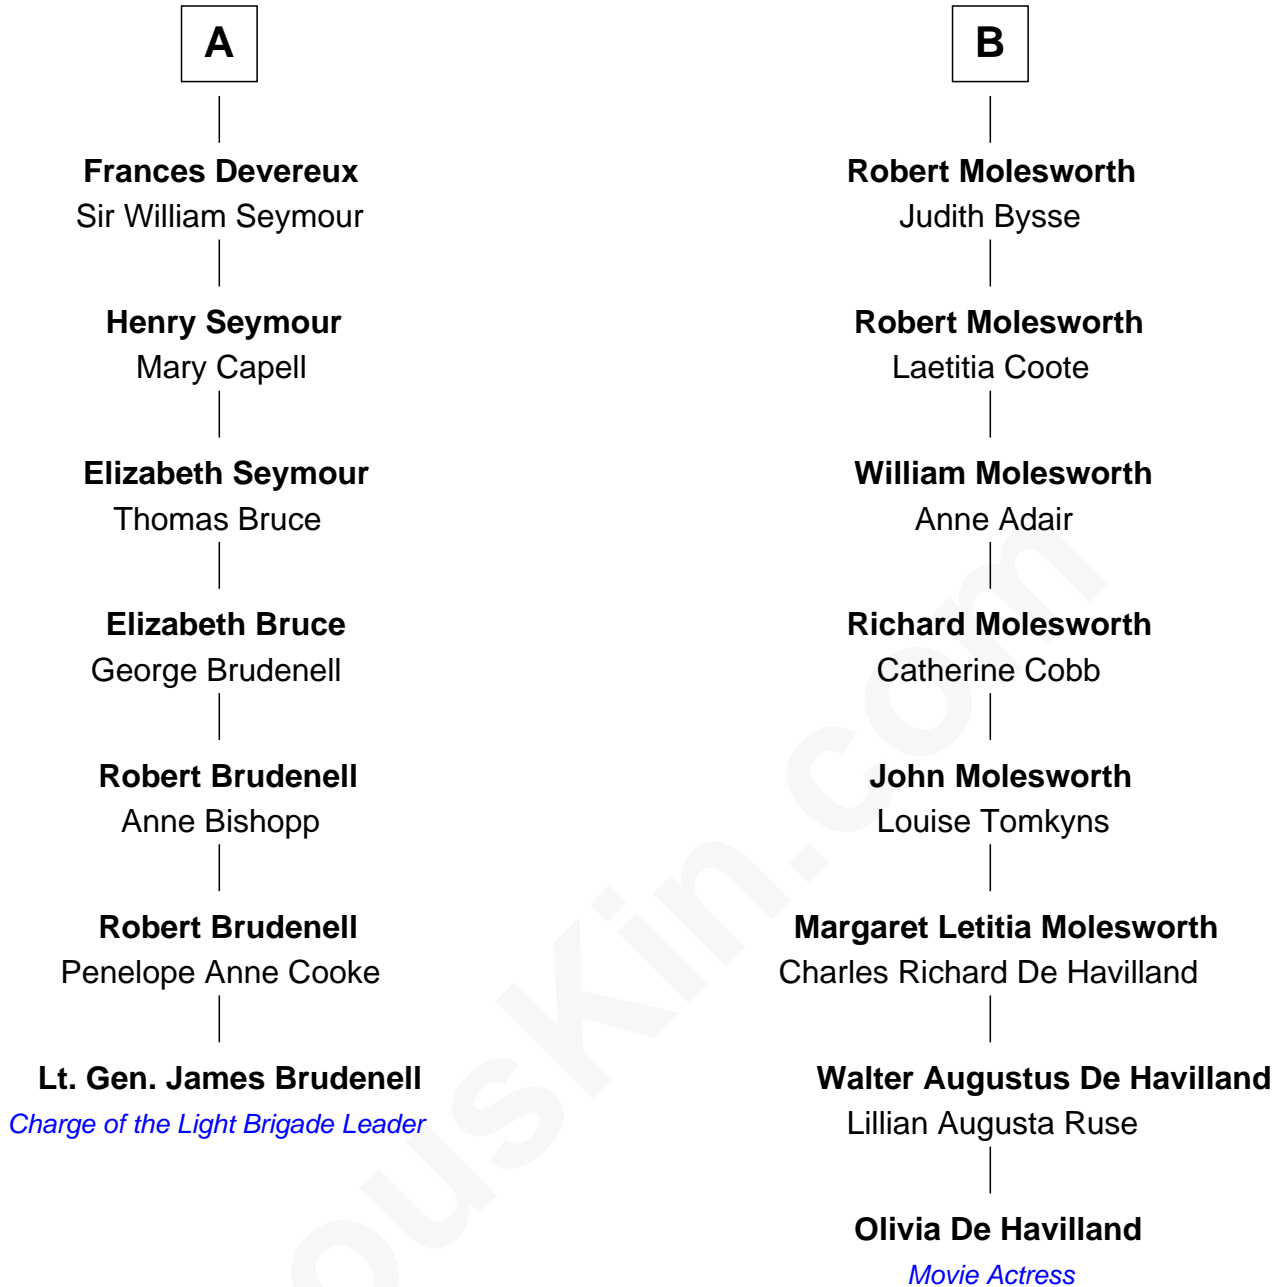 A
Frances Devereux
Sir William Seymour
Henry Seymour
Mary Capell
Elizabeth Seymour
Thomas Bruce
Elizabeth Bruce
George Brudenell
Robert Brudenell
Anne Bishopp
Robert Brudenell
Penelope Anne Cooke
Lt. Gen. James Brudenell
Charge of the Light Brigade Leader
B
Robert Molesworth
Judith Bysse
Robert Molesworth
Laetitia Coote
William Molesworth
Anne Adair
Richard Molesworth
Catherine Cobb
John Molesworth
Louise Tomkyns
Margaret Letitia Molesworth
Charles Richard De Havilland
Walter Augustus De Havilland
Lillian Augusta Ruse
Olivia De Havilland
Movie Actress
ousKin.com